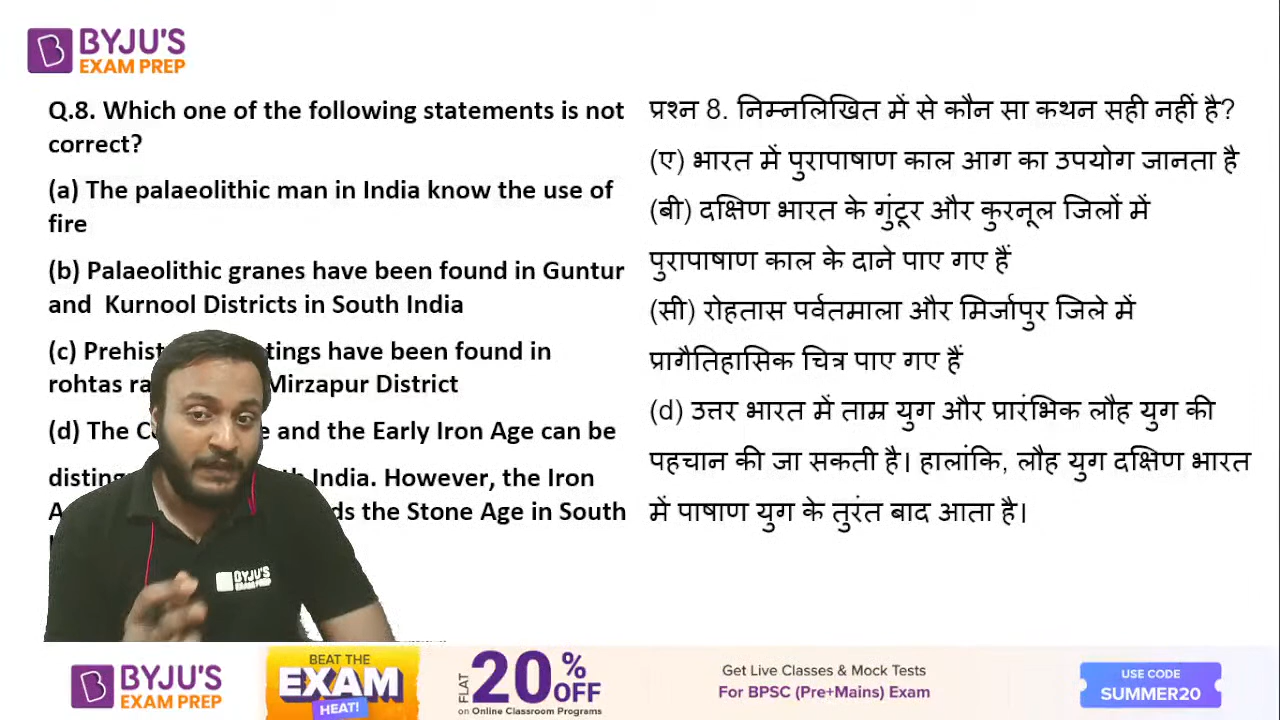 BYJU'S
EXAM PREP
Q.8. Which one of the following statements is not
correct?
(a) The palaeolithic man in India know the use of
fire
(b) Palaeolithic granes have been found in Guntur
and Kurnool Districts in South India
(c) have been found in
rohtas Mirzapur District
(d) The and the Early Iron Age can be
India. However, the Iron
the Stone Age in South
प्रश्न 8. निम्नलिखित में से कौन सा कथन सही नहीं है?
(ए) भारत में पुरापाषाण काल आग का उपयोग जानता है
(बी) दक्षिण भारत के गुंटूर और कुरनूल जिलों में
पुरापाषाण काल के दाने पाए गए हैं
(सी) रोहतास पर्वतमाला और मिर्जापुर जिले में
प्रागैतिहासिक चित्र पाए गए हैं
(d) उत्तर भारत में ताम्र युग और प्रारंभिक लौह युग की
पहचान की जा सकती है। हालांकि, लौह युग दक्षिण भारत
में पाषाण युग के तुरंत बाद आता है।
BYJU'S
EXAM PREP
BYJU'S
EXAM PREP
BEAT THE
EXAM
HEAT!
FLAT 20% OFF
on Online Classroom Programs
Get Live Classes & Mock Tests
For BPSC (Pre+Mains) Exam
USE CODE
SUMMER20